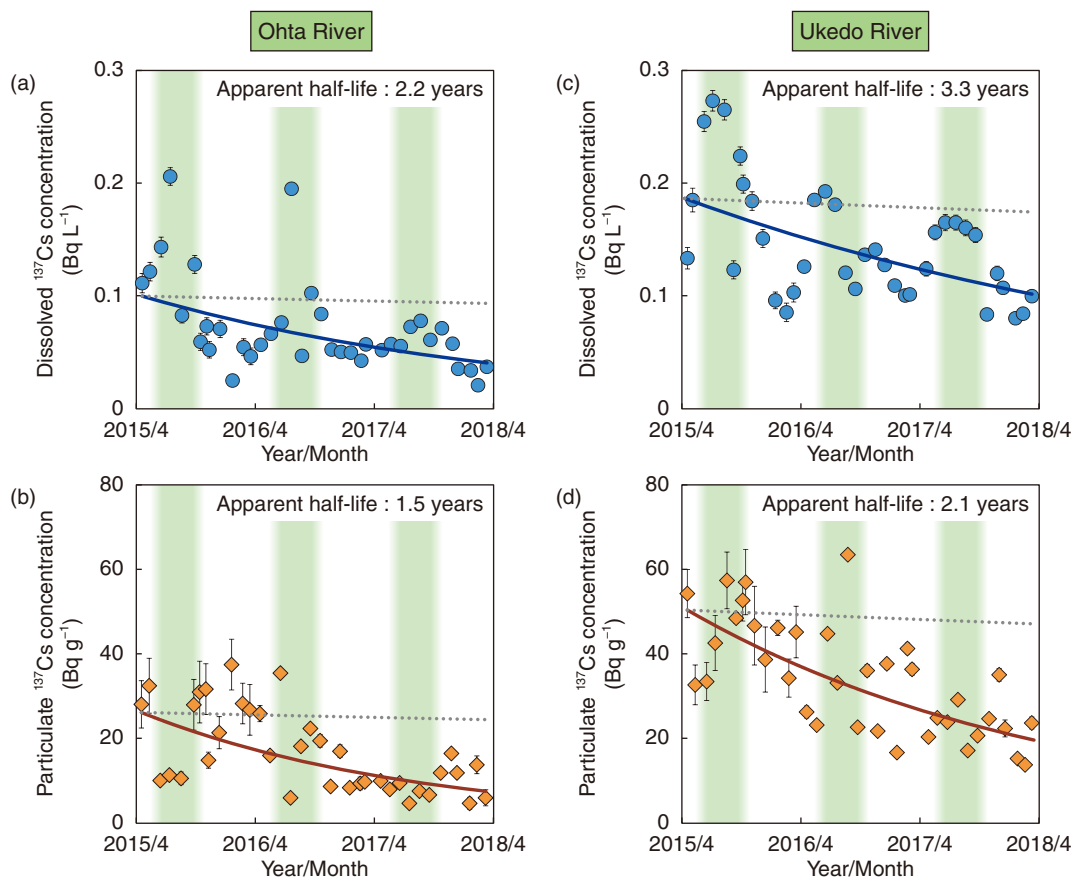 Ohta River
Ukedo River
(a)
0.3
0.2
0.1
0
Dissolved ¹³⁷Cs concentration
(Bq L⁻¹)
Apparent half-life : 2.2 years
2015/4
2016/4
2017/4
2018/4
Year/Month
(c)
0.3
0.2
0.1
0
Dissolved ¹³⁷Cs concentration
(Bq L⁻¹)
Apparent half-life : 3.3 years
2015/4
2016/4
2017/4
2018/4
Year/Month
(b)
80
60
40
20
0
Particulate ¹³⁷Cs concentration
(Bq g⁻¹)
Apparent half-life : 1.5 years
2015/4
2016/4
2017/4
2018/4
Year/Month
(d)
80
60
40
20
0
Particulate ¹³⁷Cs concentration
(Bq g⁻¹)
Apparent half-life : 2.1 years
2015/4
2016/4
2017/4
2018/4
Year/Month